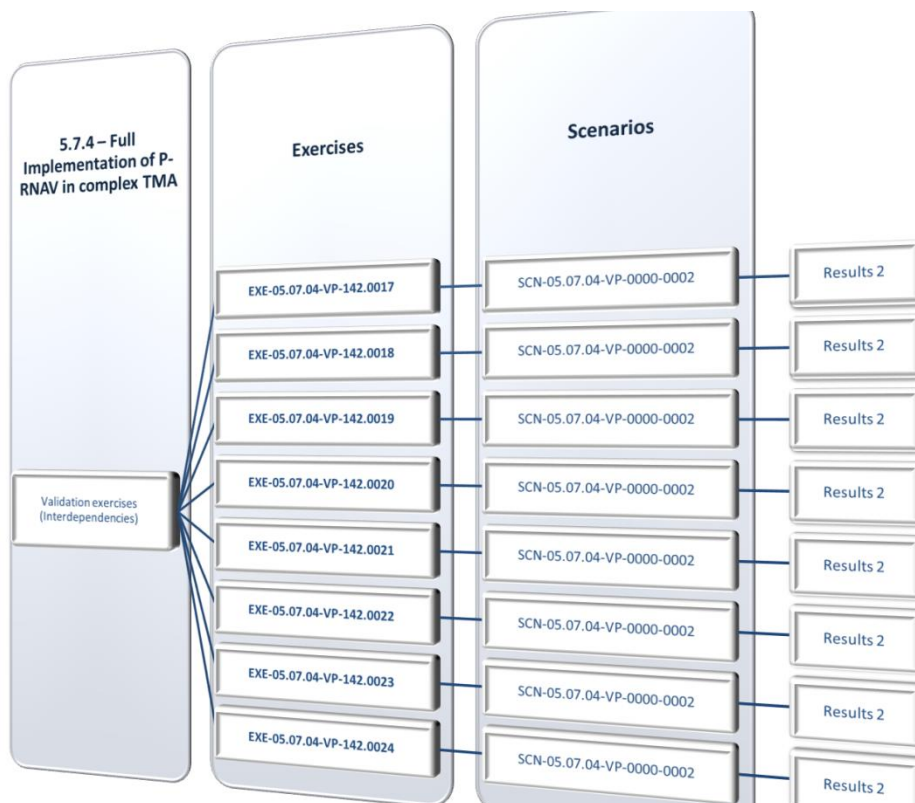 5.7.4 – Full
Implementation of P-
RNAV in complex TMA
Validation exercises
(Interdependencies)
Exercises
EXE-05.07.04-VP-142.0017
EXE-05.07.04-VP-142.0018
EXE-05.07.04-VP-142.0019
EXE-05.07.04-VP-142.0020
EXE-05.07.04-VP-142.0021
EXE-05.07.04-VP-142.0022
EXE-05.07.04-VP-142.0023
EXE-05.07.04-VP-142.0024
Scenarios
SCN-05.07.04-VP-0000-0002
SCN-05.07.04-VP-0000-0002
SCN-05.07.04-VP-0000-0002
SCN-05.07.04-VP-0000-0002
SCN-05.07.04-VP-0000-0002
SCN-05.07.04-VP-0000-0002
SCN-05.07.04-VP-0000-0002
SCN-05.07.04-VP-0000-0002
Results 2
Results 2
Results 2
Results 2
Results 2
Results 2
Results 2
Results 2